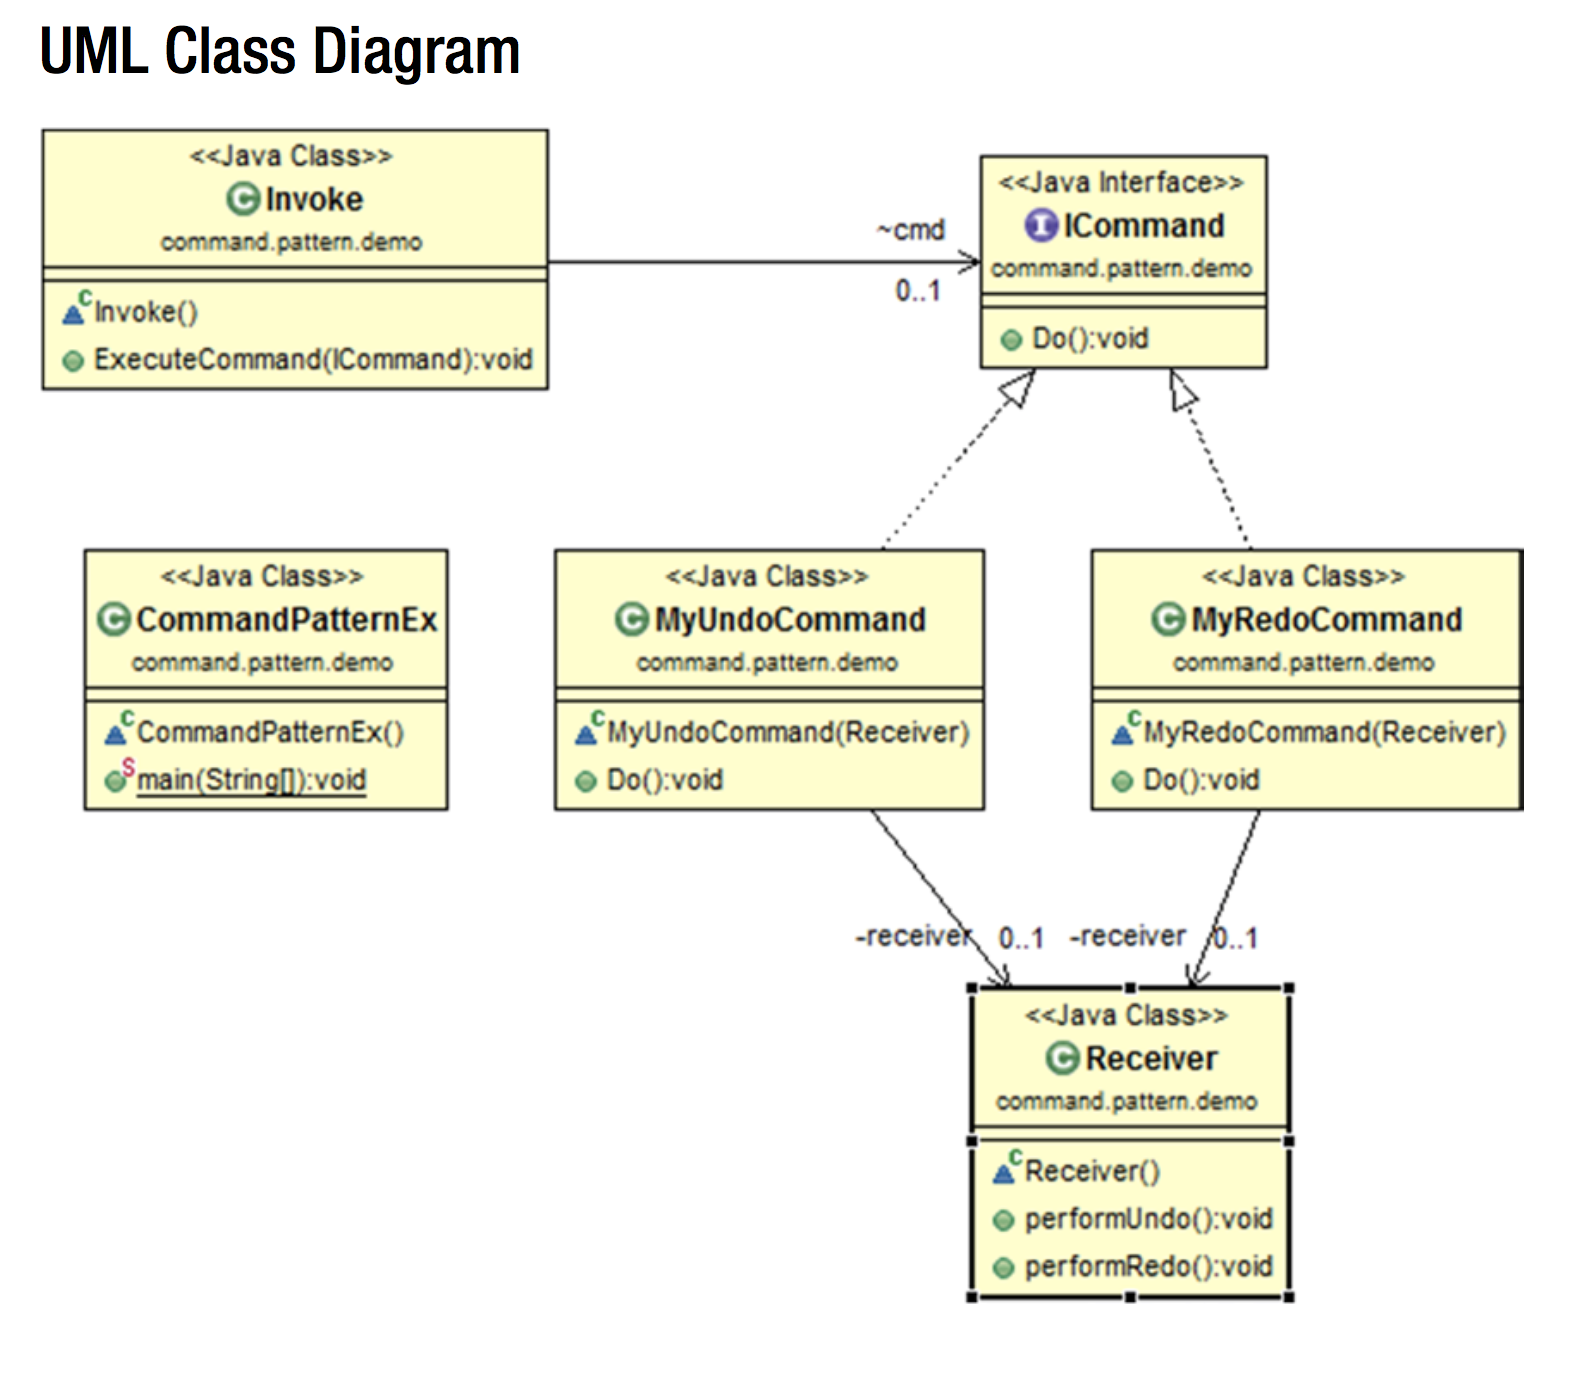 UML Class Diagram
<<Java Class>>
Invoke
command.pattern.demo
Invoke()
ExecuteCommand(ICommand):void
~cmd
0..1
<<Java Interface>>
ICommand
command.pattern.demo
Do():void
<<Java Class>>
CommandPatternEx
command.pattern.demo
CommandPatternEx()
main(String[]):void
<<Java Class>>
MyUndoCommand
command.pattern.demo
MyUndoCommand(Receiver)
Do():void
<<Java Class>>
MyRedoCommand
command.pattern.demo
MyRedoCommand(Receiver)
Do():void
-receiver 0..1
-receiver 0..1
<<Java Class>>
Receiver
command.pattern.demo
Receiver()
performUndo():void
performRedo():void